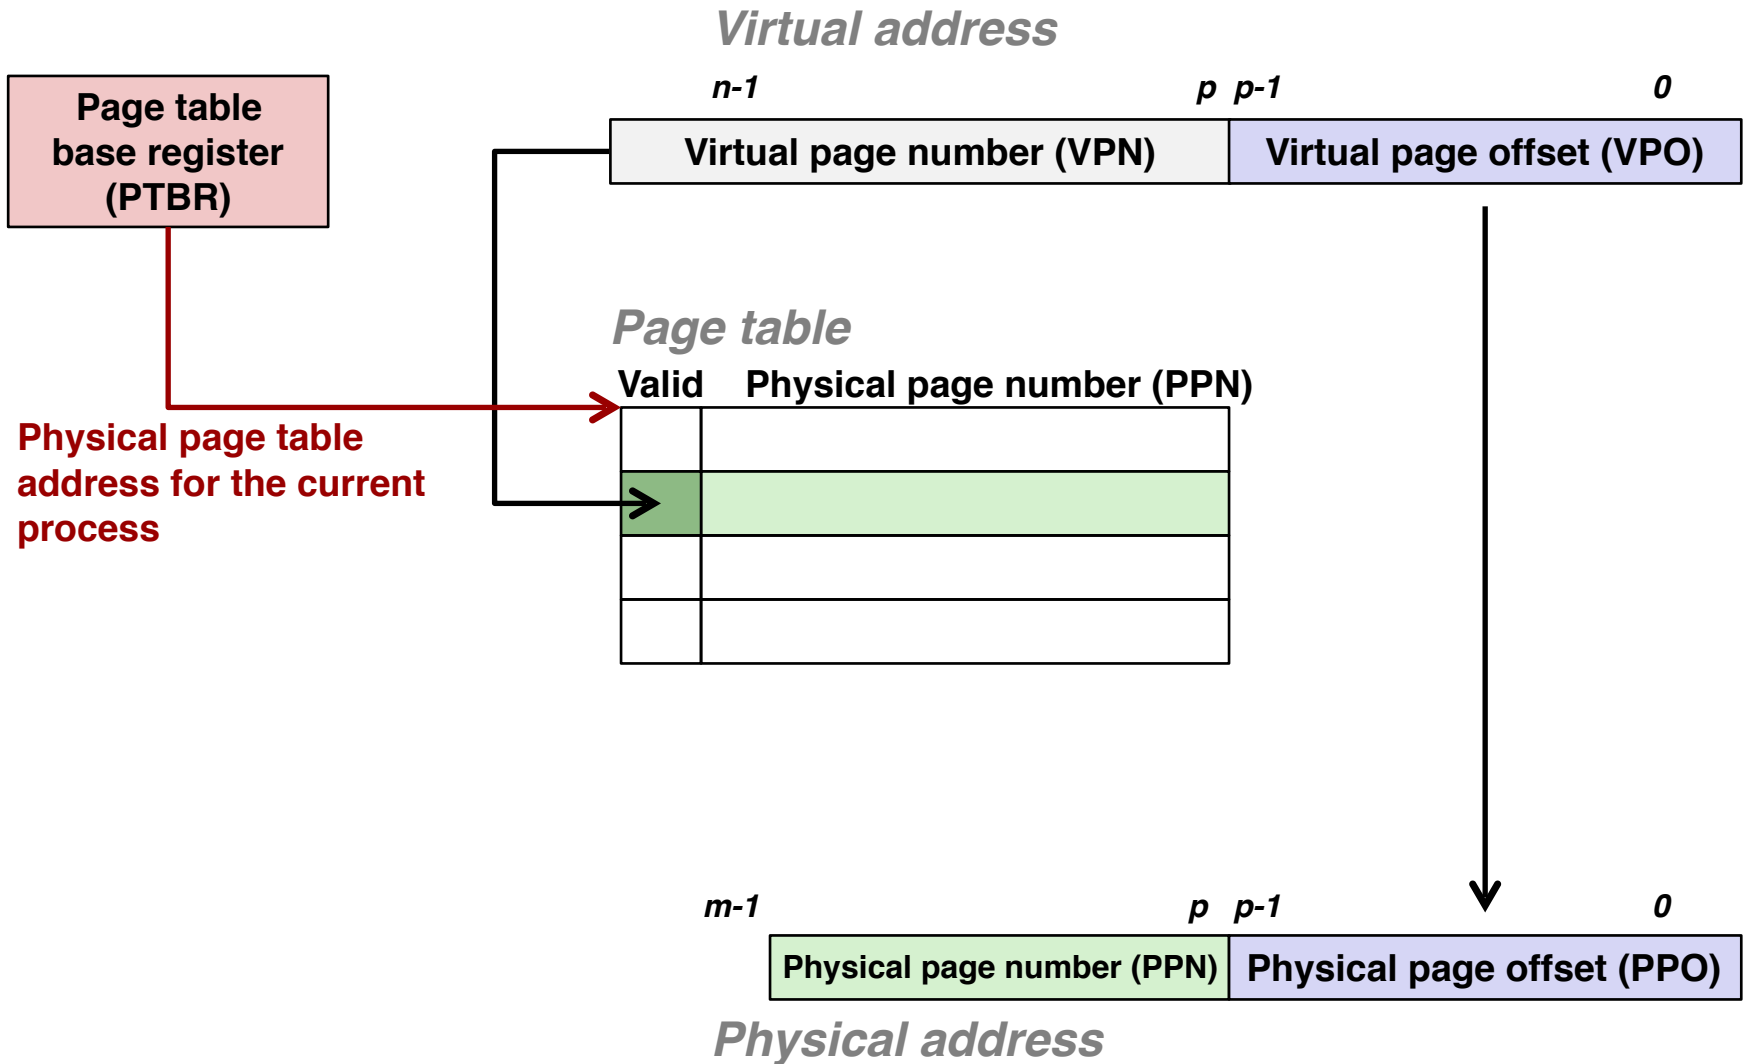 Virtual address
n-1 p p-1 0
Page table
base register
(PTBR)
Virtual page number (VPN) Virtual page offset (VPO)
Page table
Valid Physical page number (PPN)
Physical page table
address for the current
process
m-1 p p-1 0
Physical page number (PPN) Physical page offset (PPO)
Physical address